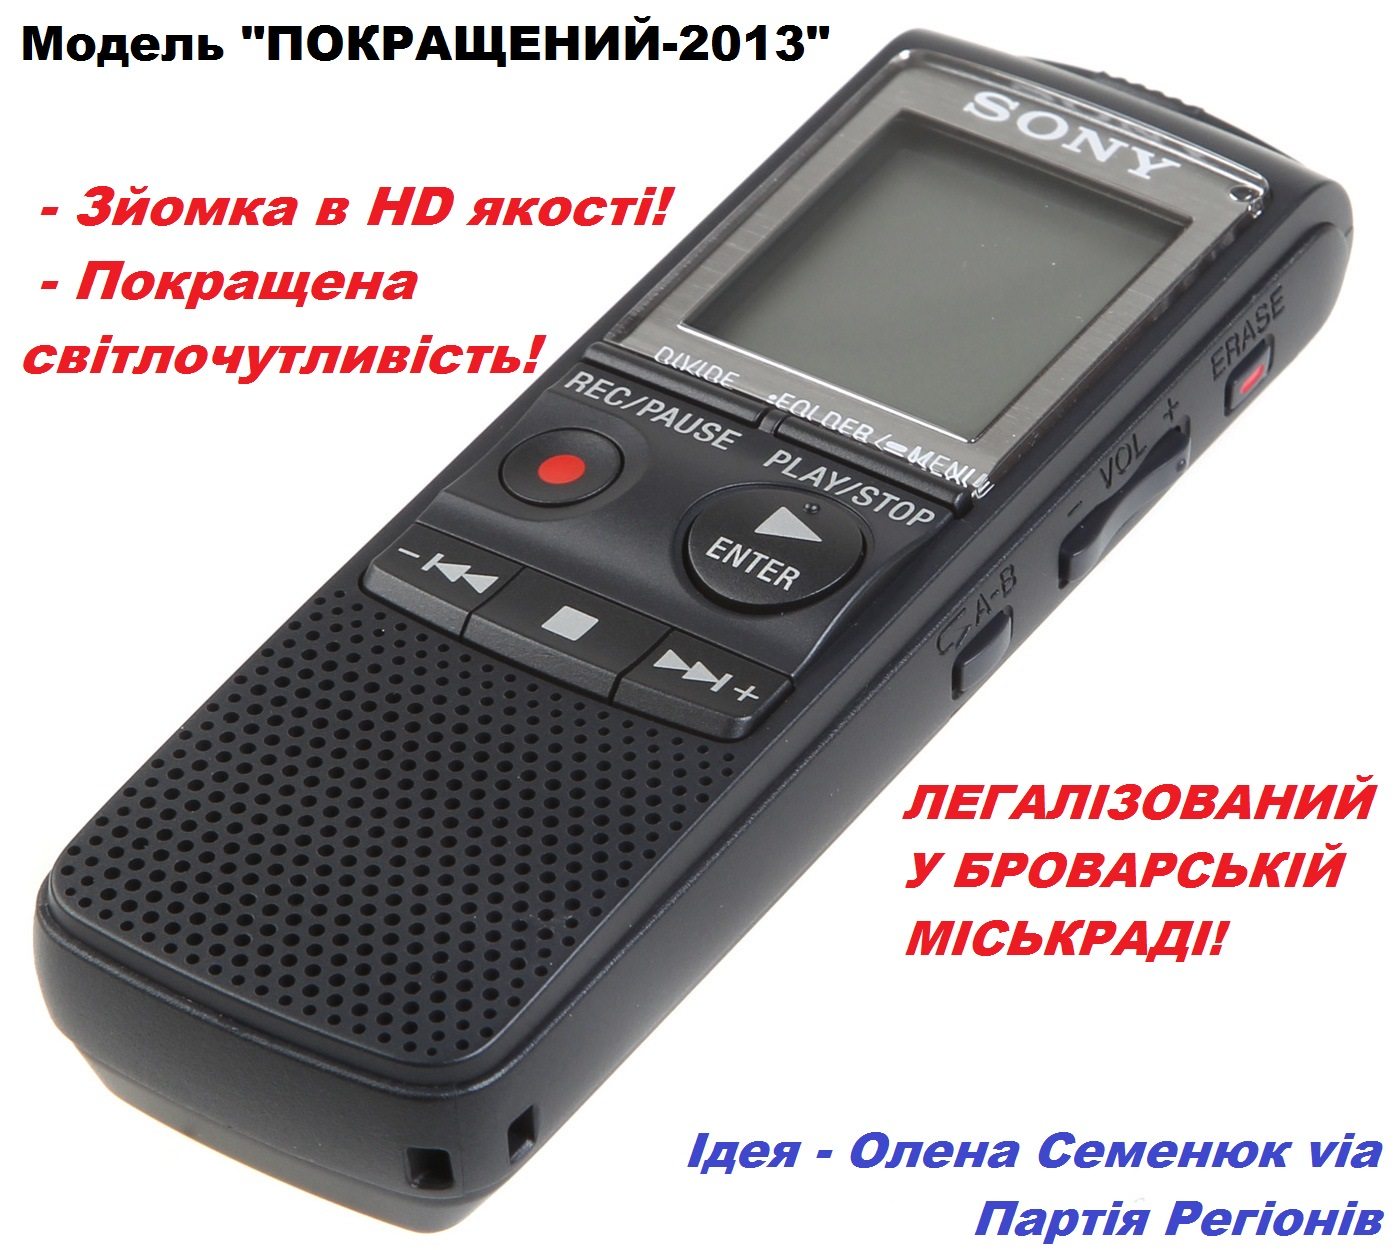 Модель "ПОКРАЩЕНИЙ-2013"
SONY
- Зйомка в HD якості!
- Покращена
світлочутливість!
DIVIDE
FOLDER/MENU
REC/PAUSE
PLAY/STOP
ENTER
ERASE
- VOL +
A-B
-
+
ЛЕГАЛІЗОВАНИЙ
У БРОВАРСЬКІЙ
МІСЬКРАДІ!
Ідея - Олена Семенюк via
Партія Регіонів